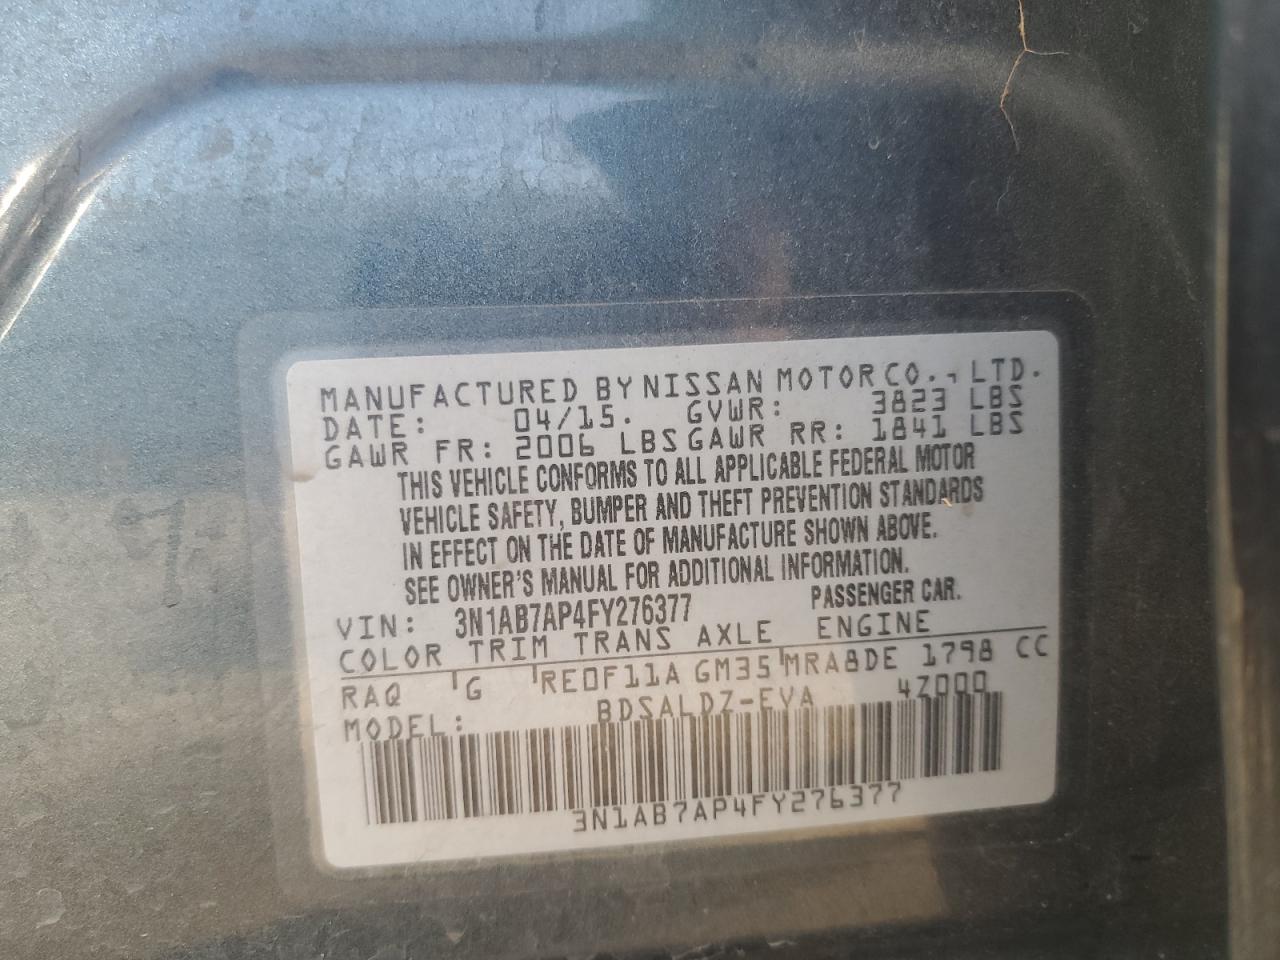 MANUFACTURED BY NISSAN MOTOR CO., LTD.
DATE: 04/15. GVWR: 3823 LBS
GAWR FR: 2006 LBS GAWR RR: 1841 LBS
THIS VEHICLE CONFORMS TO ALL APPLICABLE FEDERAL MOTOR
VEHICLE SAFETY, BUMPER AND THEFT PREVENTION STANDARDS
IN EFFECT ON THE DATE OF MANUFACTURE SHOWN ABOVE.
SEE OWNER'S MANUAL FOR ADDITIONAL INFORMATION.
VIN: 3N1AB7AP4FY276377 PASSENGER CAR.
COLOR TRIM TRANS AXLE ENGINE
RAQ G RE0F11A GM35 MRA8DE 1798 CC
MODEL: BDSALDZ-EVA 4Z000
3N1AB7AP4FY276377